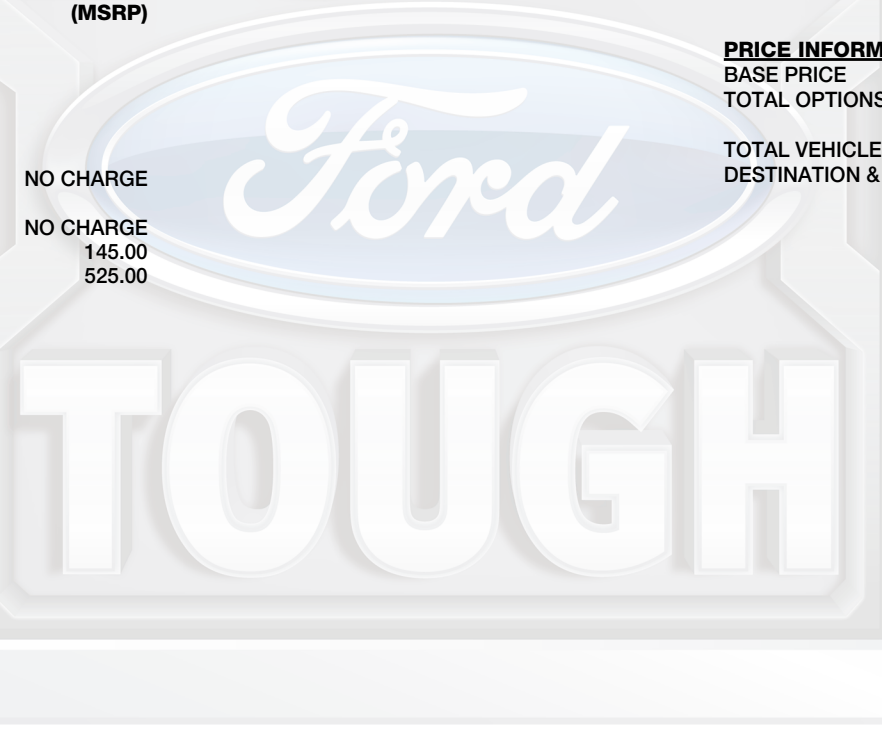 (MSRP)
NO CHARGE
NO CHARGE
145.00
525.00
PRICE INFORM
BASE PRICE
TOTAL OPTIONS
TOTAL VEHICLE
DESTINATION &
Ford
TOUGH